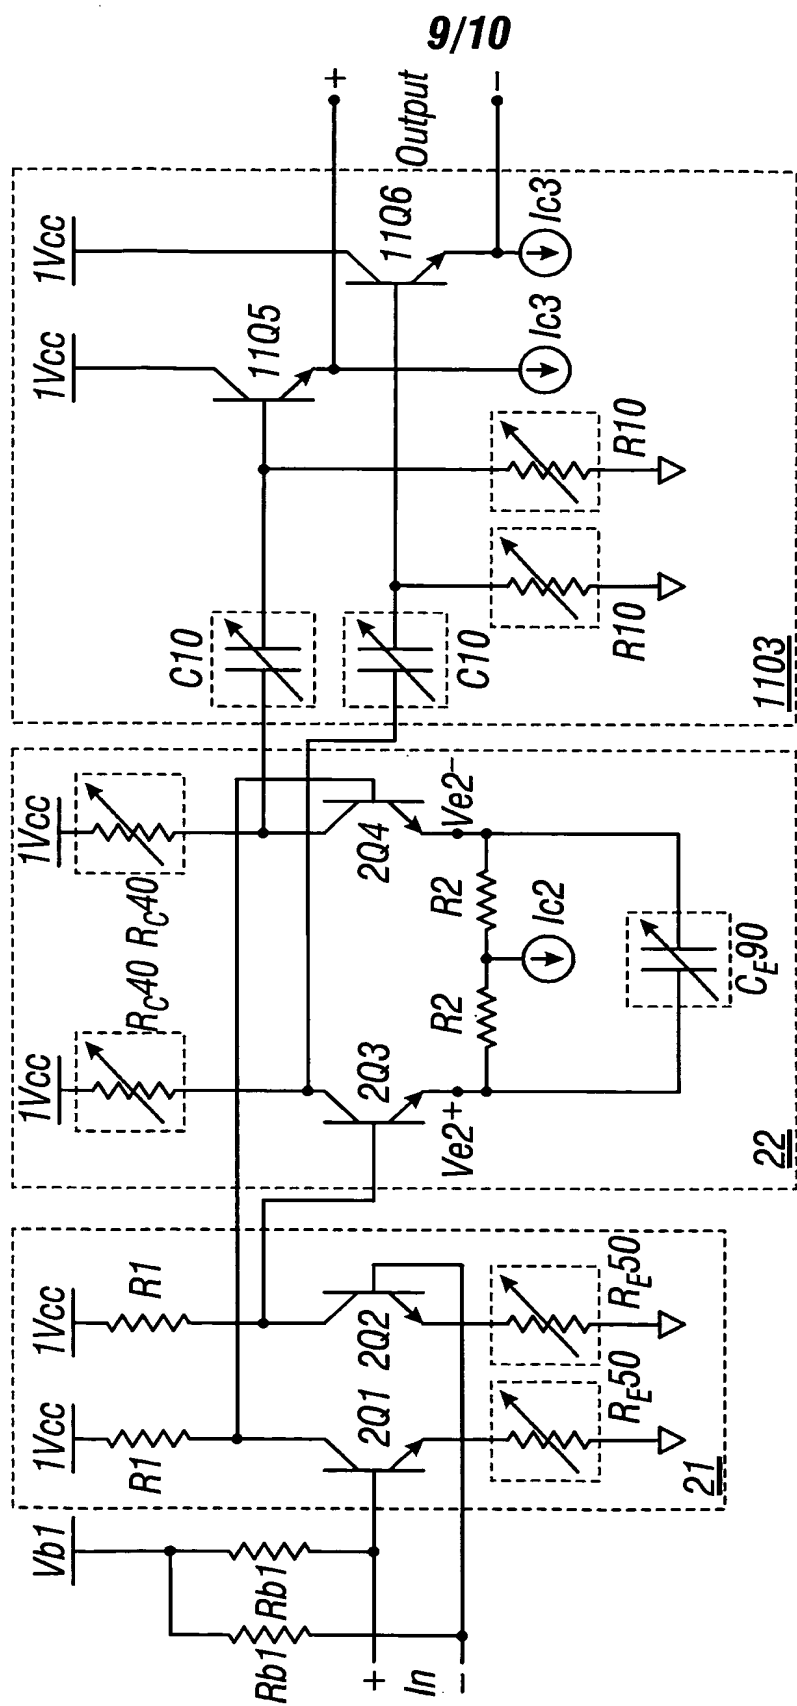 9/10
Vb1
Rb1
Rb1
+
In
-
1Vcc
1Vcc
R1
R1
2Q1
2Q2
RE50
RE50
21
1Vcc
1Vcc
RC40
RC40
2Q3
2Q4
Ve2+
Ve2-
R2
R2
Ic2
CE90
22
1Vcc
1Vcc
C10
C10
11Q5
11Q6
R10
R10
Ic3
Ic3
1103
+
Output
-